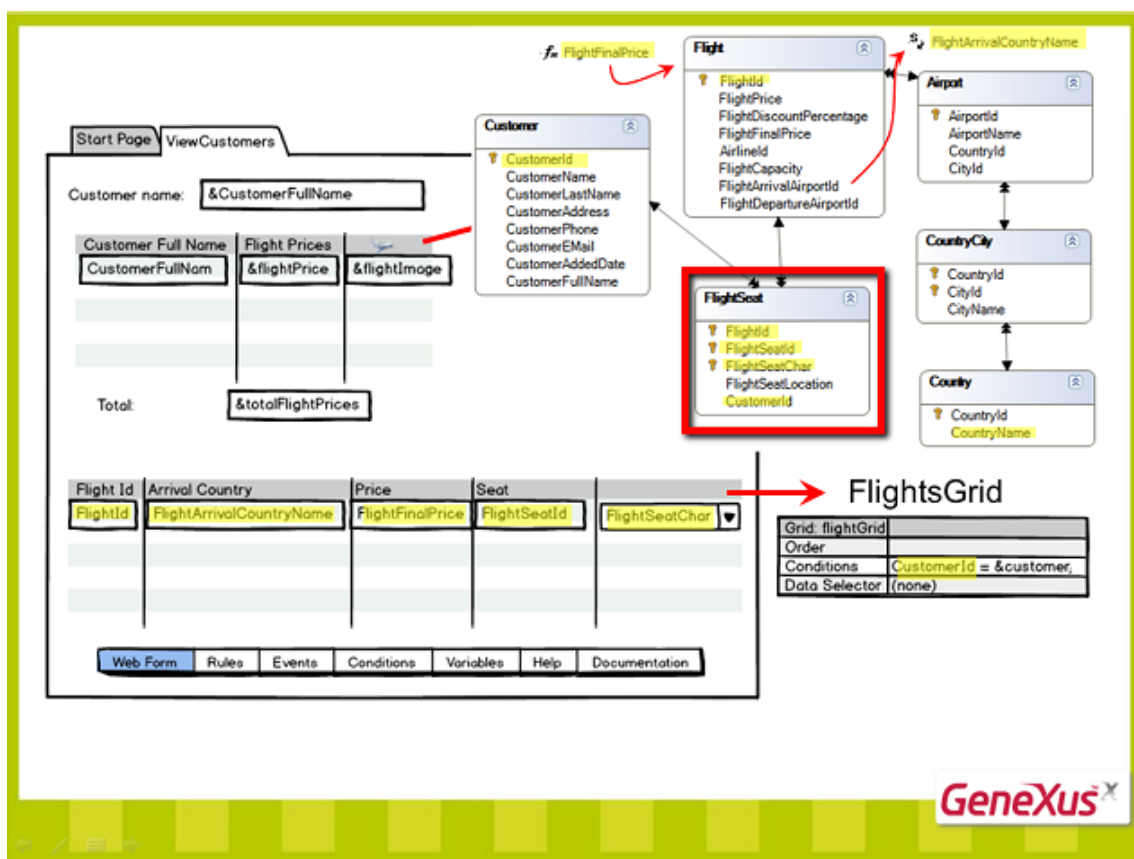 Start Page
ViewCustomers
Customer name:
&CustomerFullName
Customer Full Name
Flight Prices
CustomerFullNam
&flightPrice
&flightImage
Total:
&totalFlightPrices
Flight Id
Arrival Country
Price
Seat
FlightId
FlightArrivalCountryName
FlightFinalPrice
FlightSeatId
FlightSeatChar
Web Form
Rules
Events
Conditions
Variables
Help
Documentation
Customer
CustomerId
CustomerName
CustomerLastName
CustomerAddress
CustomerPhone
CustomerEMail
CustomerAddedDate
CustomerFullName
FlightFinalPrice
Flight
FlightId
FlightPrice
FlightDiscountPercentage
FlightFinalPrice
AirlineId
FlightCapacity
FlightArrivalAirportId
FlightDepartureAirportId
FlightArrivalCountryName
Airport
AirportId
AirportName
CountryId
CityId
CountryCity
CountryId
CityId
CityName
Country
CountryId
CountryName
FlightSeat
FlightId
FlightSeatId
FlightSeatChar
FlightSeatLocation
CustomerId
FlightsGrid
Grid: flightGrid
Order
Conditions
CustomerId = &customer,
Data Selector
(none)
GeneXus X